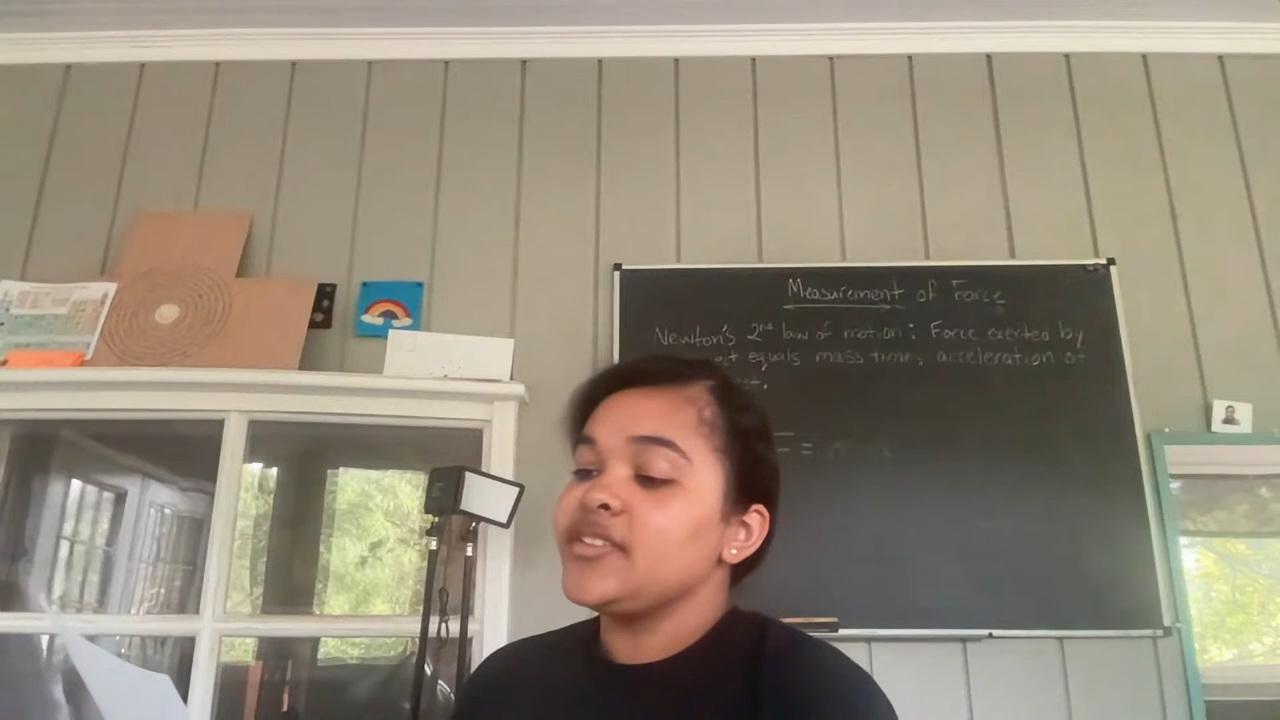 Measurement of Force
Newton's 2nd law of motion: Force exerted by
equals mass times acceleration of
F =